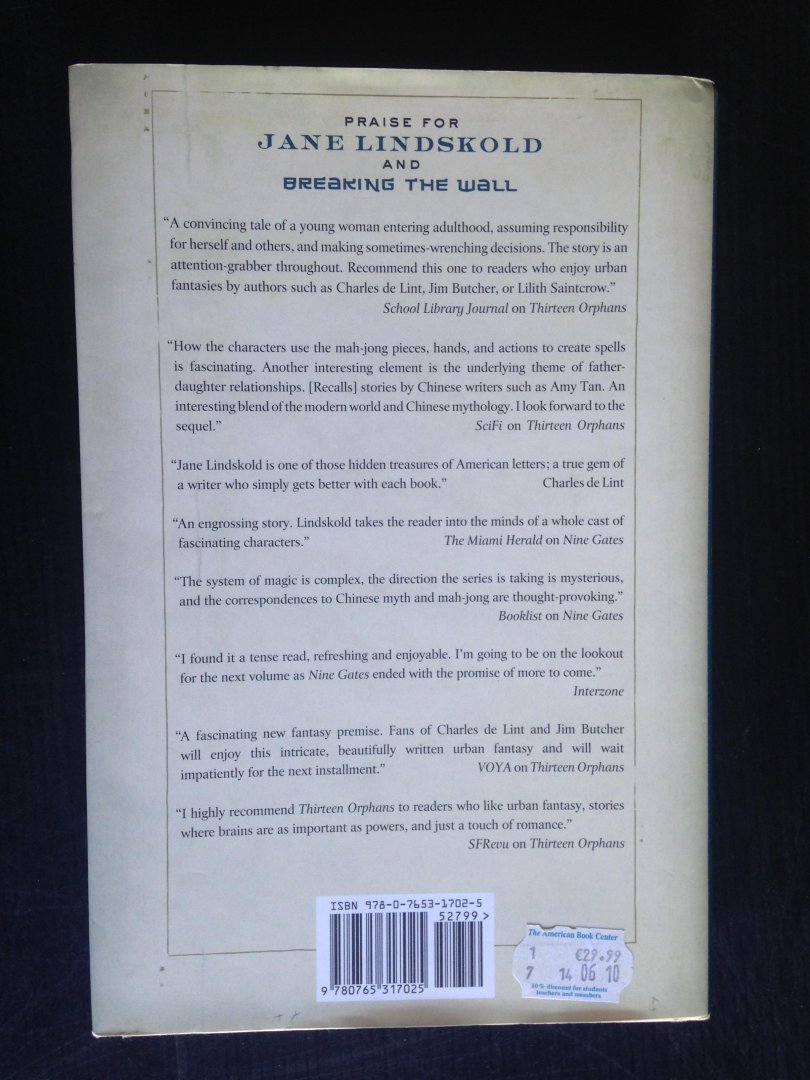 PRAISE FOR
JANE LINDSKOLD
AND
BREAKING THE WALL
“A convincing tale of a young woman entering adulthood, assuming responsibility
for herself and others, and making sometimes-wrenching decisions. The story is an
attention-grabber throughout. Recommend this one to readers who enjoy urban
fantasies by authors such as Charles de Lint, Jim Butcher, or Lilith Saintcrow.”
School Library Journal on Thirteen Orphans
“How the characters use the mah-jong pieces, hands, and actions to create spells
is fascinating. Another interesting element is the underlying theme of father-
daughter relationships. [Recalls] stories by Chinese writers such as Amy Tan. An
interesting blend of the modern world and Chinese mythology. I look forward to the
sequel.” SciFi on Thirteen Orphans
“Jane Lindskold is one of those hidden treasures of American letters; a true gem of
a writer who simply gets better with each book.” Charles de Lint
“An engrossing story. Lindskold takes the reader into the minds of a whole cast of
fascinating characters.” The Miami Herald on Nine Gates
“The system of magic is complex, the direction the series is taking is mysterious,
and the correspondences to Chinese myth and mah-jong are thought-provoking.”
Booklist on Nine Gates
“I found it a tense read, refreshing and enjoyable. I'm going to be on the lookout
for the next volume as Nine Gates ended with the promise of more to come.”
Interzone
“A fascinating new fantasy premise. Fans of Charles de Lint and Jim Butcher
will enjoy this intricate, beautifully written urban fantasy and will wait
impatiently for the next installment.” VOYA on Thirteen Orphans
“I highly recommend Thirteen Orphans to readers who like urban fantasy, stories
where brains are as important as powers, and just a touch of romance.”
SFRevu on Thirteen Orphans
ISBN 978-0-7653-1702-5
52799>
9 780765 317025
The American Book Center
1 €29.99
7 14 06 10
10% discount for students
teachers and members